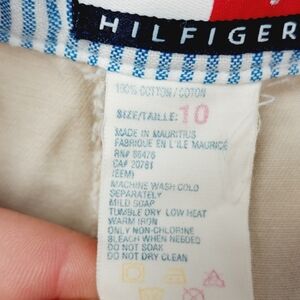 HILFIGER
100% COTTON / COTON
SIZE/TAILLE: 10
MADE IN MAURITIUS
FABRIQUE EN L'ILE MAURICE
RN# 86476
CA# 20761
(EEM)
MACHINE WASH COLD
SEPARATELY
MILD SOAP
TUMBLE DRY LOW HEAT
WARM IRON
ONLY NON-CHLORINE
BLEACH WHEN NEEDED
DO NOT SOAK
DO NOT DRY CLEAN